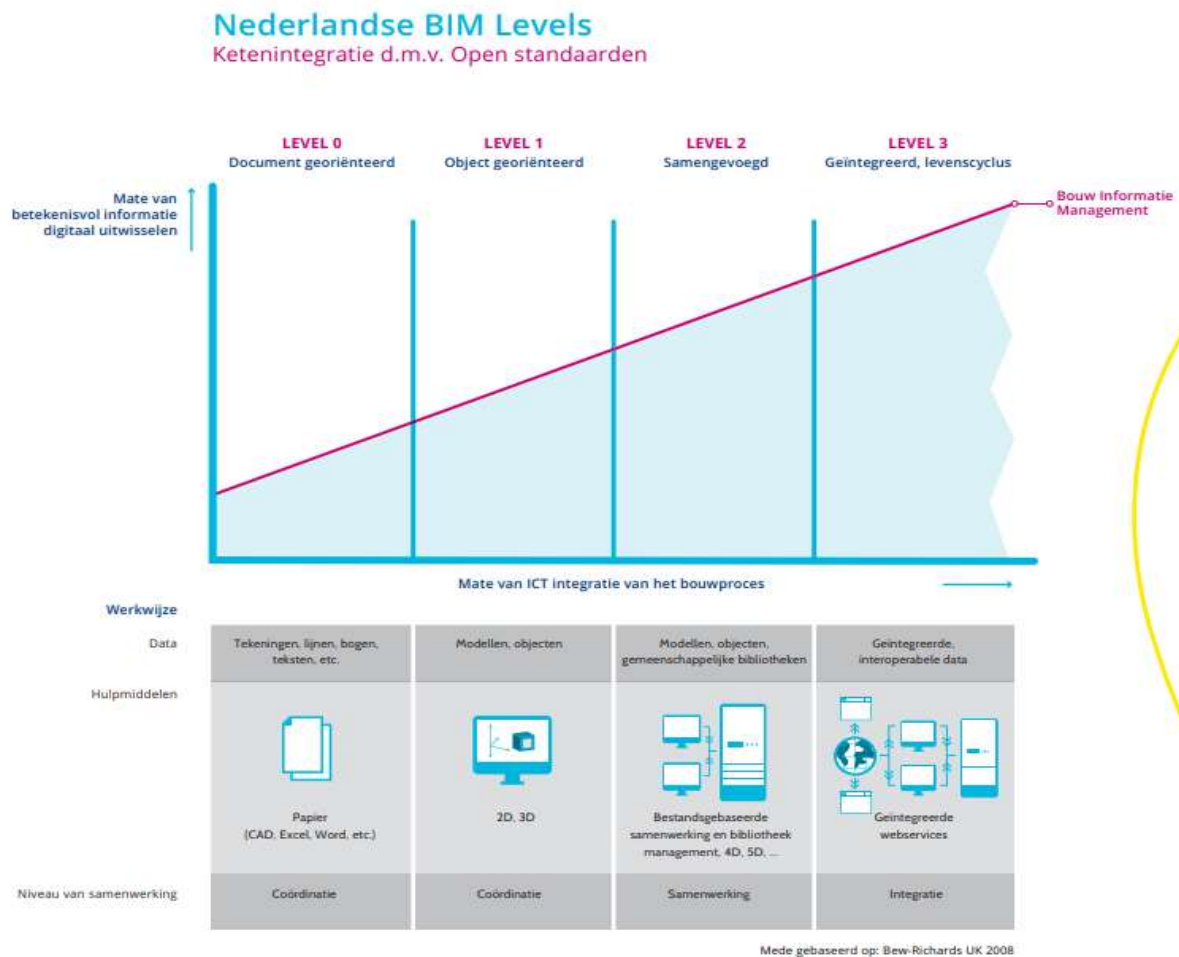 Nederlandse BIM Levels
Ketenintegratie d.m.v. Open standaarden
LEVEL 0
Document georiënteerd
LEVEL 1
Object georiënteerd
LEVEL 2
Samengevoegd
LEVEL 3
Geïntegreerd, levenscyclus
Mate van
betekenisvol informatie
digitaal uitwisselen
Bouw Informatie
Management
Mate van ICT integratie van het bouwproces
Werkwijze
Data
Tekeningen, lijnen, bogen,
teksten, etc.
Modellen, objecten
Modellen, objecten,
gemeenschappelijke bibliotheken
Geïntegreerde,
interoperabele data
Hulpmiddelen
Papier
(CAD, Excel, Word, etc.)
2D, 3D
Bestandsgebaseerde
samenwerking en bibliotheek
management, 4D, 5D, ...
Geïntegreerde
webservices
Niveau van samenwerking
Coördinatie
Coördinatie
Samenwerking
Integratie
Mede gebaseerd op: Bew-Richards UK 2008